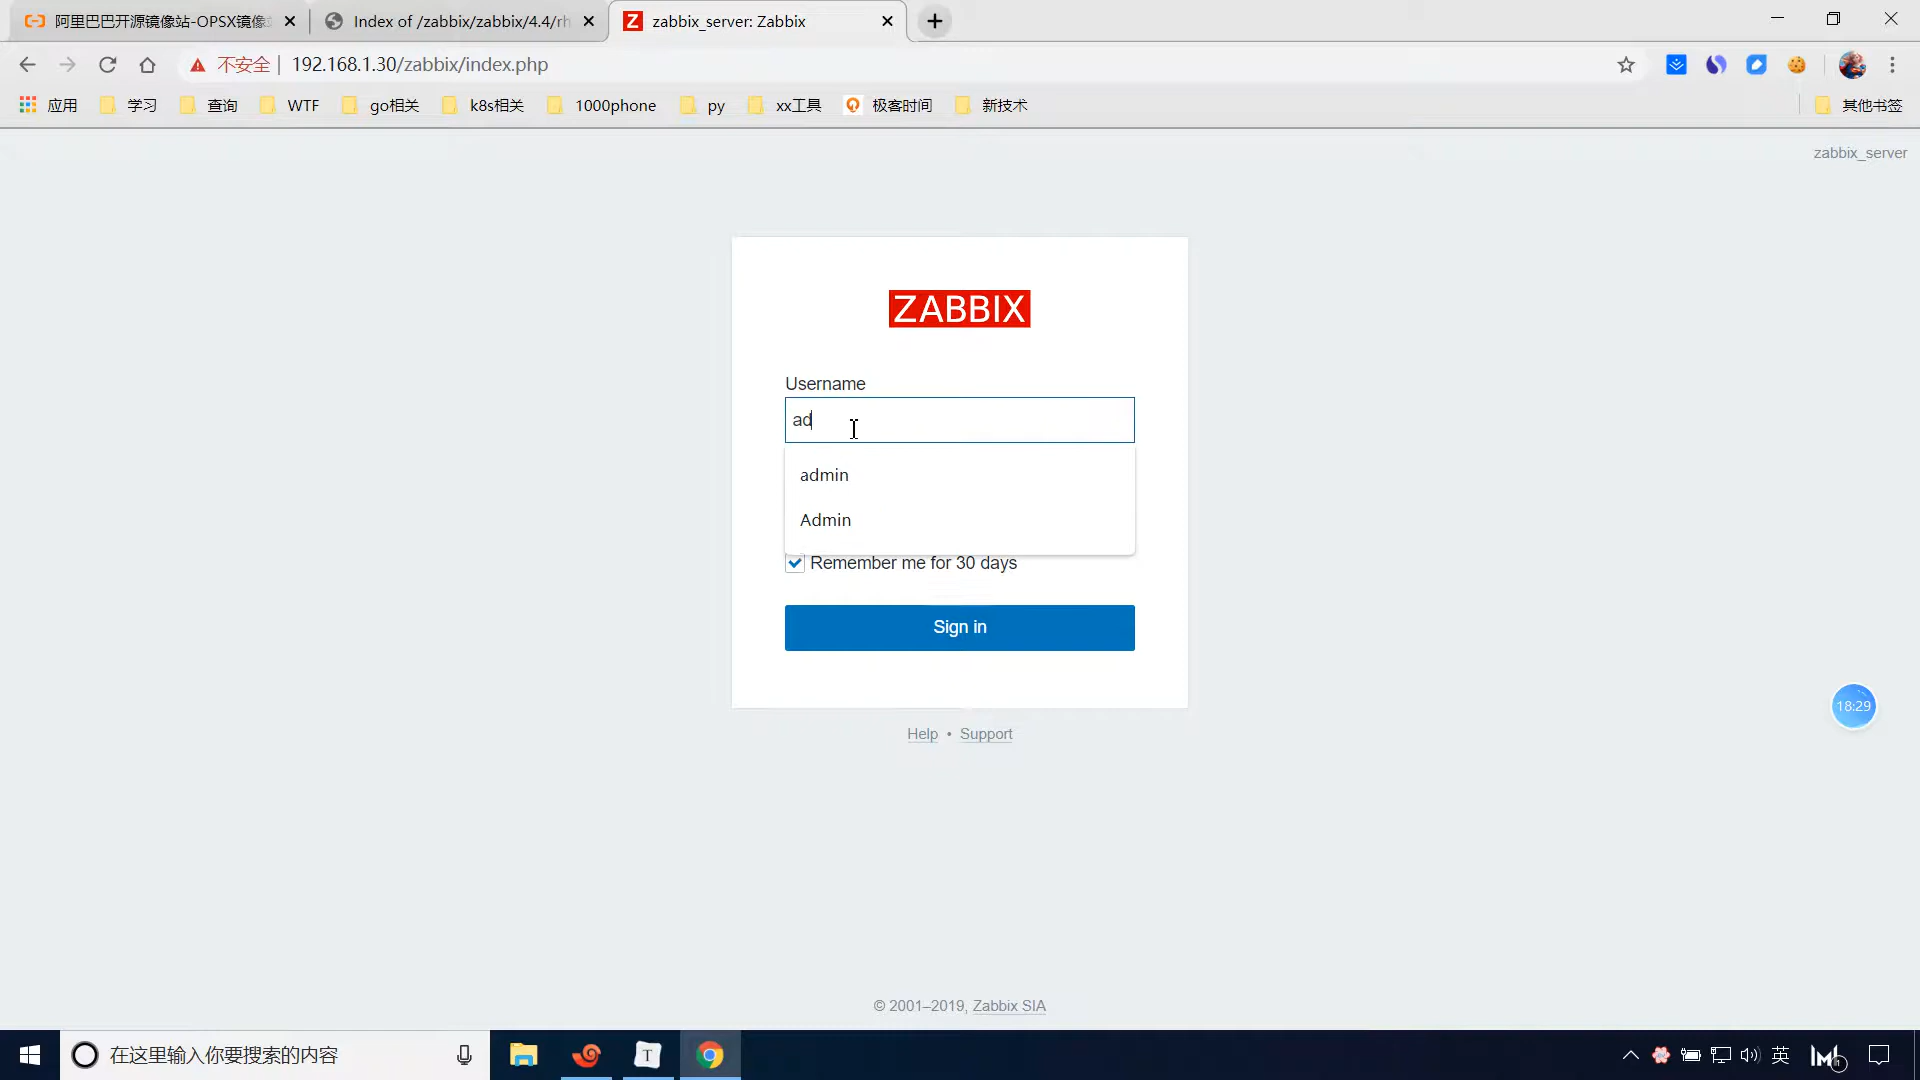 阿里巴巴开源镜像站-OPSX镜像
Index of /zabbix/zabbix/4.4/rh
zabbix_server: Zabbix
不安全 | 192.168.1.30/zabbix/index.php
应用 学习 查询 WTF go相关 k8s相关 1000phone py xx工具 极客时间 新技术 其他书签
zabbix_server
ZABBIX
Username
ad
admin
Admin
Remember me for 30 days
Sign in
Help • Support
18:29
© 2001–2019, Zabbix SIA
在这里输入你要搜索的内容
英